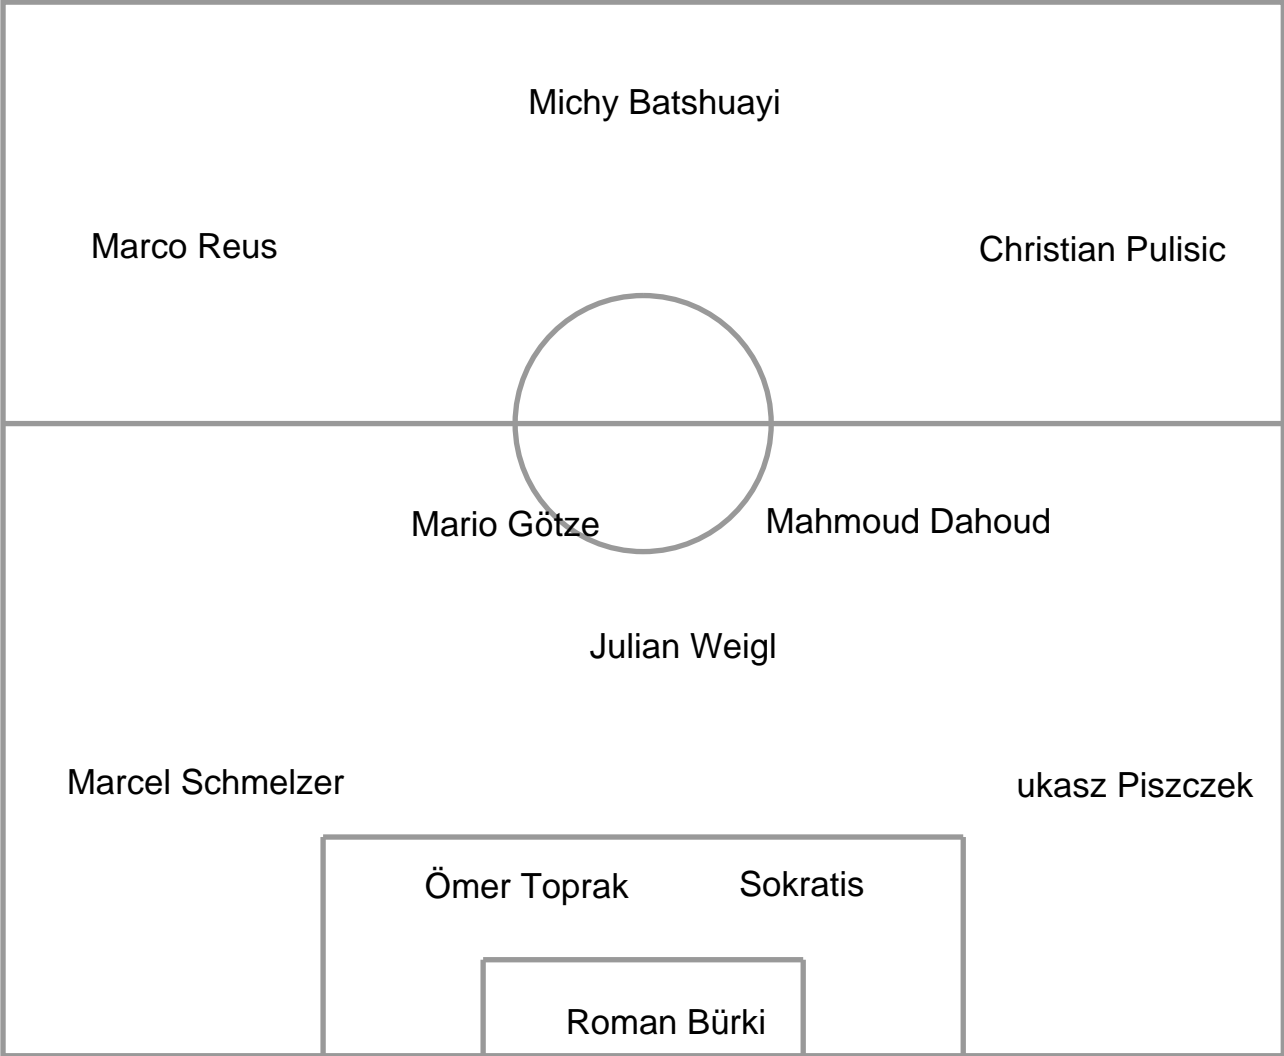 Michy Batshuayi
Marco Reus
Christian Pulisic
Mario Götze
Mahmoud Dahoud
Julian Weigl
Marcel Schmelzer
ukasz Piszczek
Ömer Toprak
Sokratis
Roman Bürki